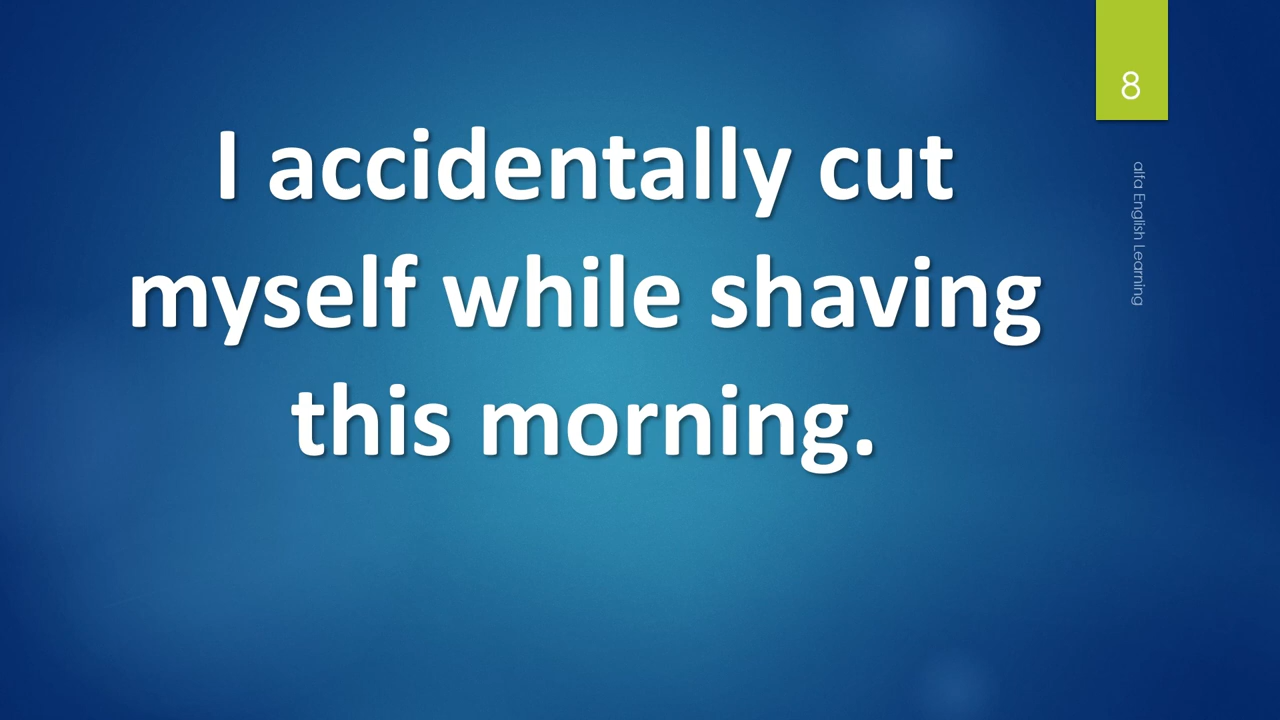 8
I accidentally cut
myself while shaving
this morning.
alfa English Learning